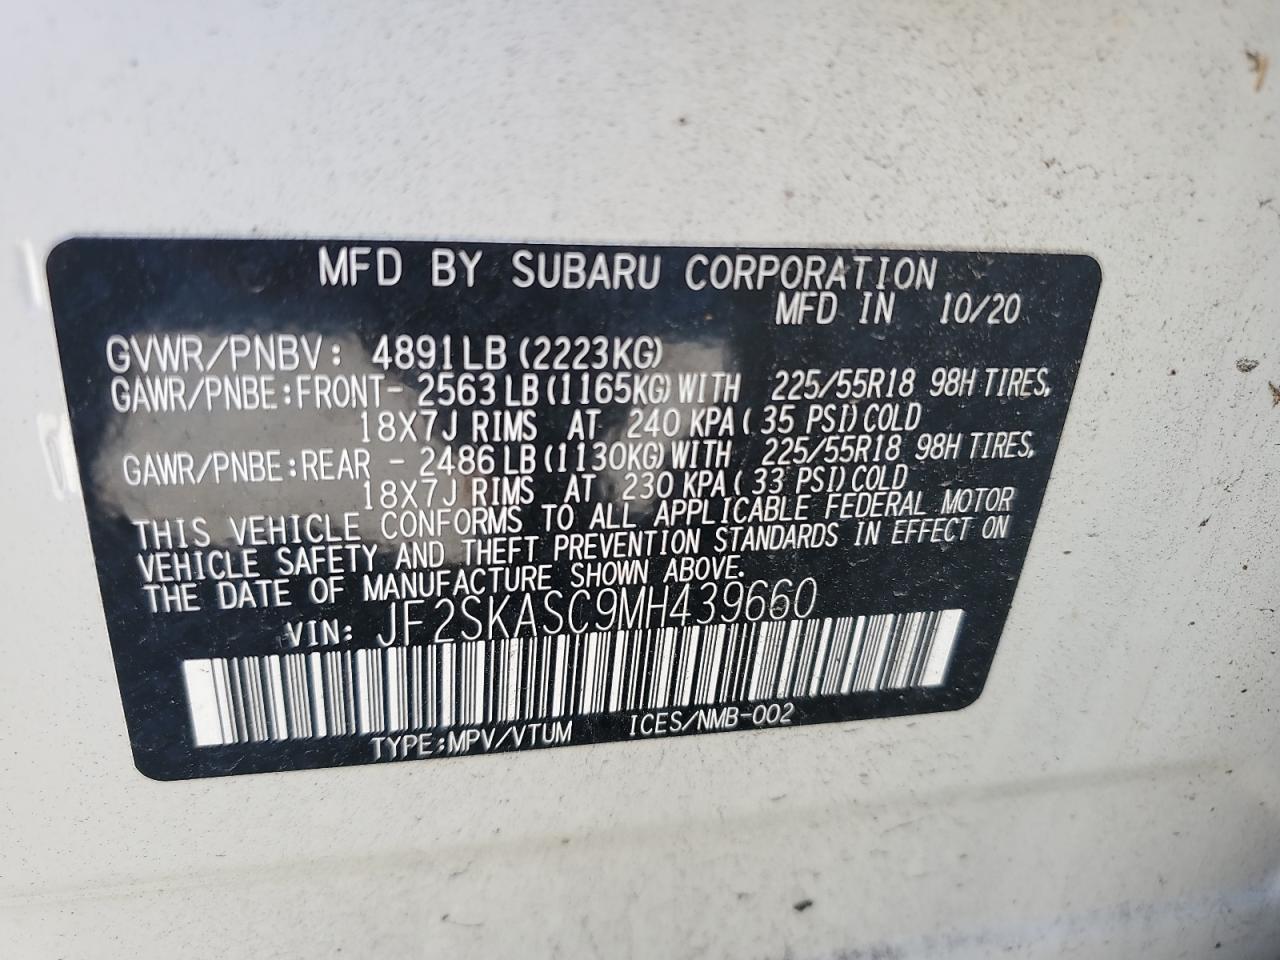 MFD BY SUBARU CORPORATION
MFD IN 10/20
GVWR/PNBV: 4891LB (2223KG)
GAWR/PNBE:FRONT- 2563LB (1165KG) WITH 225/55R18 98H TIRES,
18X7J RIMS AT 240 KPA ( 35 PSI) COLD
GAWR/PNBE:REAR - 2486LB (1130KG) WITH 225/55R18 98H TIRES,
18X7J RIMS AT 230 KPA ( 33 PSI) COLD
THIS VEHICLE CONFORMS TO ALL APPLICABLE FEDERAL MOTOR
VEHICLE SAFETY AND THEFT PREVENTION STANDARDS IN EFFECT ON
THE DATE OF MANUFACTURE SHOWN ABOVE.
VIN: JF2SKASC9MH439660
TYPE:MPV/VTUM ICES/NMB-002